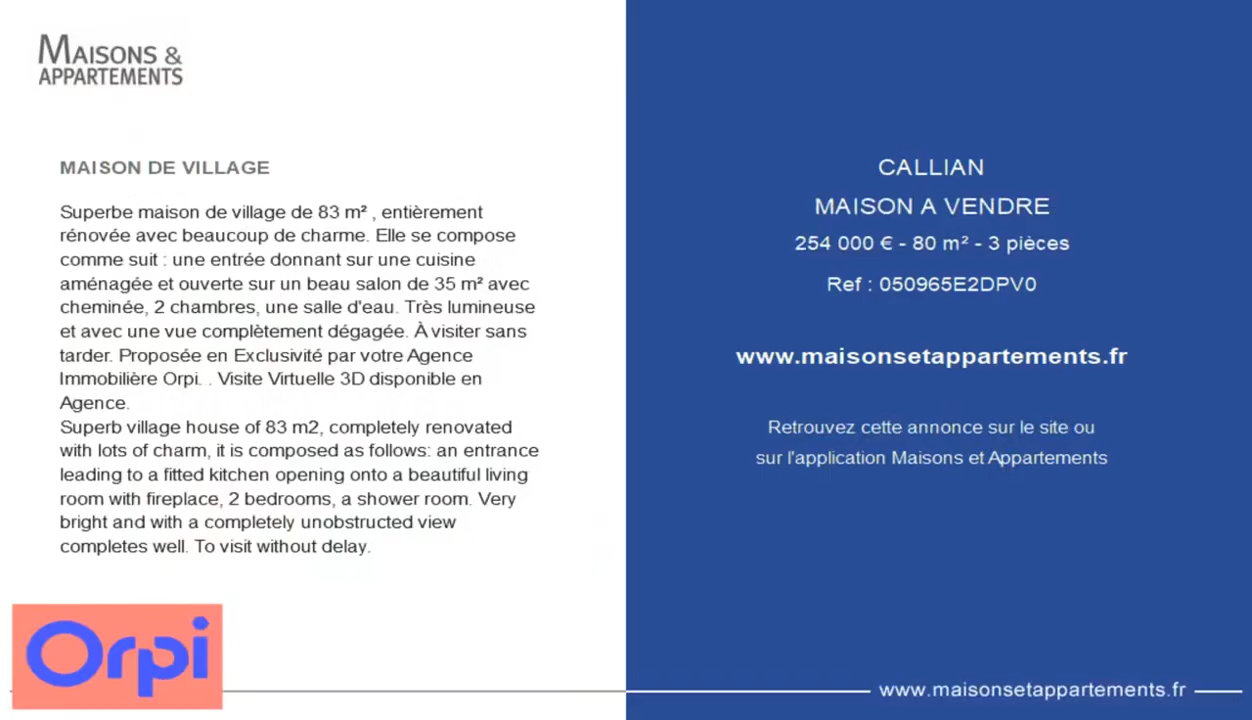 MAISONS &
APPARTEMENTS
MAISON DE VILLAGE
Superbe maison de village de 83 m² , entièrement
rénovée avec beaucoup de charme. Elle se compose
comme suit : une entrée donnant sur une cuisine
aménagée et ouverte sur un beau salon de 35 m² avec
cheminée, 2 chambres, une salle d'eau. Très lumineuse
et avec une vue complètement dégagée. À visiter sans
tarder. Proposée en Exclusivité par votre Agence
Immobilière Orpi. . Visite Virtuelle 3D disponible en
Agence.
Superb village house of 83 m2, completely renovated
with lots of charm, it is composed as follows: an entrance
leading to a fitted kitchen opening onto a beautiful living
room with fireplace, 2 bedrooms, a shower room. Very
bright and with a completely unobstructed view
completes well. To visit without delay.
Orpi
CALLIAN
MAISON A VENDRE
254 000 € - 80 m² - 3 pièces
Ref : 050965E2DPV0
www.maisonsetappartements.fr
Retrouvez cette annonce sur le site ou
sur l'application Maisons et Appartements
www.maisonsetappartements.fr